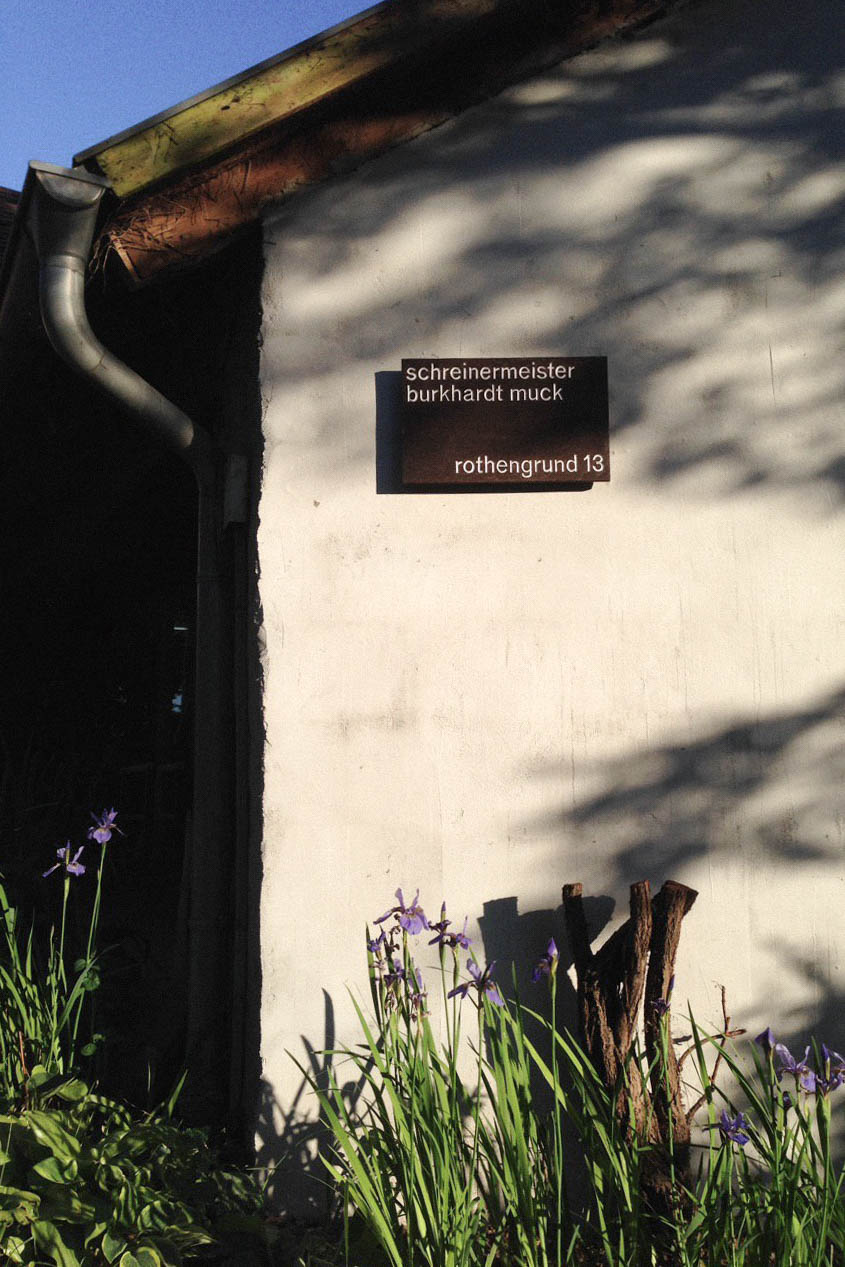 schreinermeister
burkhardt muck
rothengrund 13